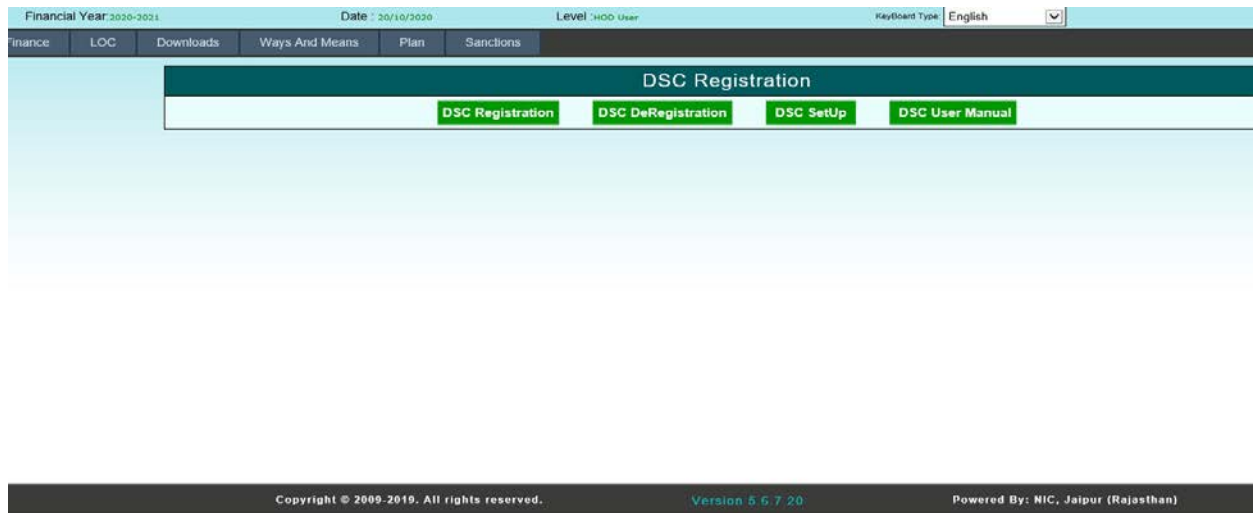 Financial Year:2020-2021 Date : 20/10/2020 Level :HOD User KeyBoard Type: English
Finance LOC Downloads Ways And Means Plan Sanctions
DSC Registration
DSC Registration DSC DeRegistration DSC SetUp DSC User Manual
Copyright © 2009-2019. All rights reserved. Version 5.6.7.20 Powered By: NIC, Jaipur (Rajasthan)